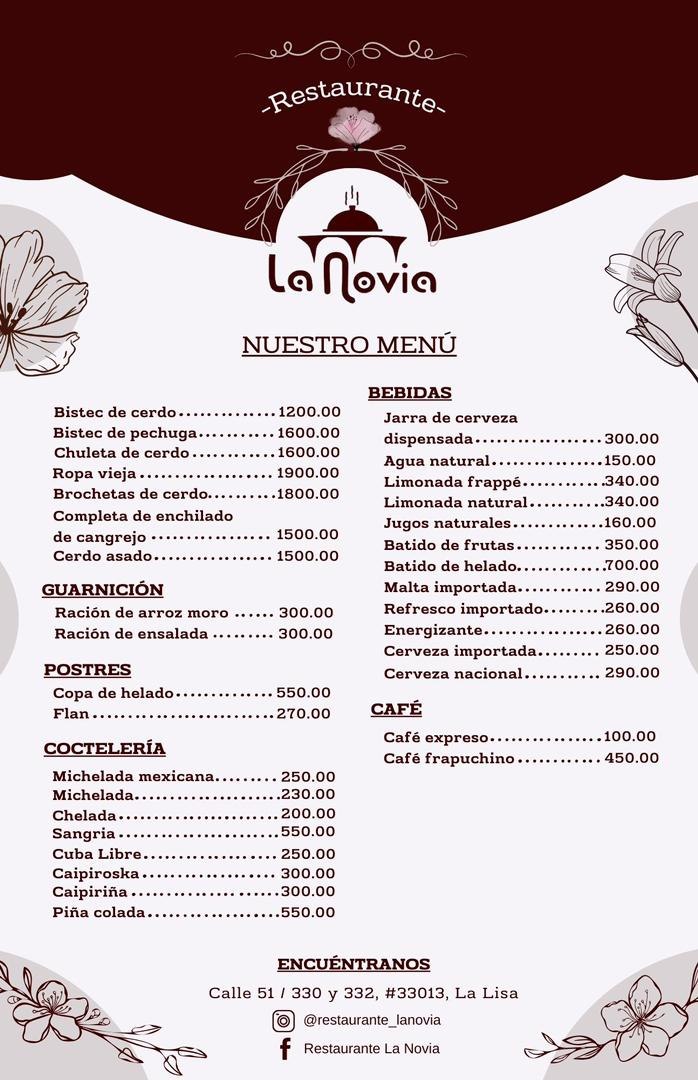 -Restaurante-
La Novia
NUESTRO MENÚ
Bistec de cerdo................1200.00
Bistec de pechuga............1600.00
Chuleta de cerdo..............1600.00
Ropa vieja.......................1900.00
Brochetas de cerdo...........1800.00
Completa de enchilado
de cangrejo.....................1500.00
Cerdo asado....................1500.00
GUARNICIÓN
Ración de arroz moro ...... 300.00
Ración de ensalada .......... 300.00
POSTRES
Copa de helado................550.00
Flan..............................270.00
COCTELERÍA
Michelada mexicana......... 250.00
Michelada.......................230.00
Chelada..........................200.00
Sangria..........................550.00
Cuba Libre...................... 250.00
Caipiroska...................... 300.00
Caipiriña........................300.00
Piña colada.....................550.00
BEBIDAS
Jarra de cerveza
dispensada.....................300.00
Agua natural...................150.00
Limonada frappé..............340.00
Limonada natural.............340.00
Jugos naturales...............160.00
Batido de frutas.............. 350.00
Batido de helado..............700.00
Malta importada.............. 290.00
Refresco importado..........260.00
Energizante....................260.00
Cerveza importada........... 250.00
Cerveza nacional............. 290.00
CAFÉ
Café expreso...................100.00
Café frapuchino.............. 450.00
ENCUÉNTRANOS
Calle 51 / 330 y 332, #33013, La Lisa
@restaurante_lanovia
Restaurante La Novia